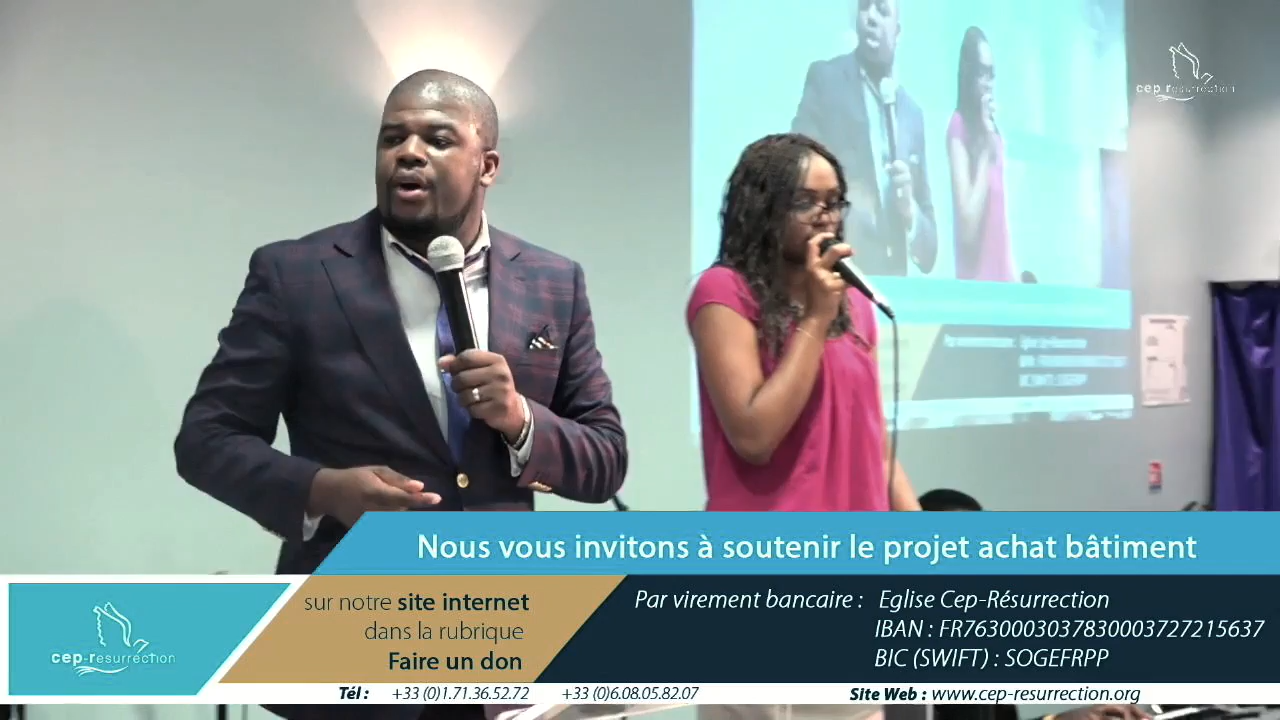 cep-resurrection
Nous vous invitons à soutenir le projet achat bâtiment
sur notre site internet
dans la rubrique
Faire un don
Par virement bancaire : Eglise Cep-Résurrection
IBAN : FR7630003037830003727215637
BIC (SWIFT) : SOGEFRPP
cep-resurrection
Tél : +33 (0)1.71.36.52.72 +33 (0)6.08.05.82.07
Site Web : www.cep-resurrection.org